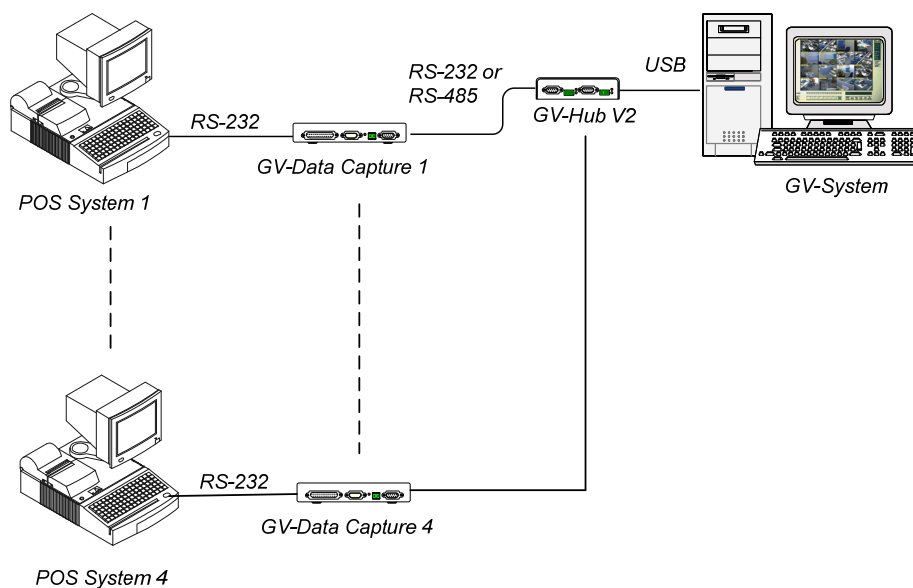 RS-232 or
RS-485
USB
RS-232
GV-Hub V2
GV-Data Capture 1
GV-System
POS System 1
RS-232
GV-Data Capture 4
POS System 4